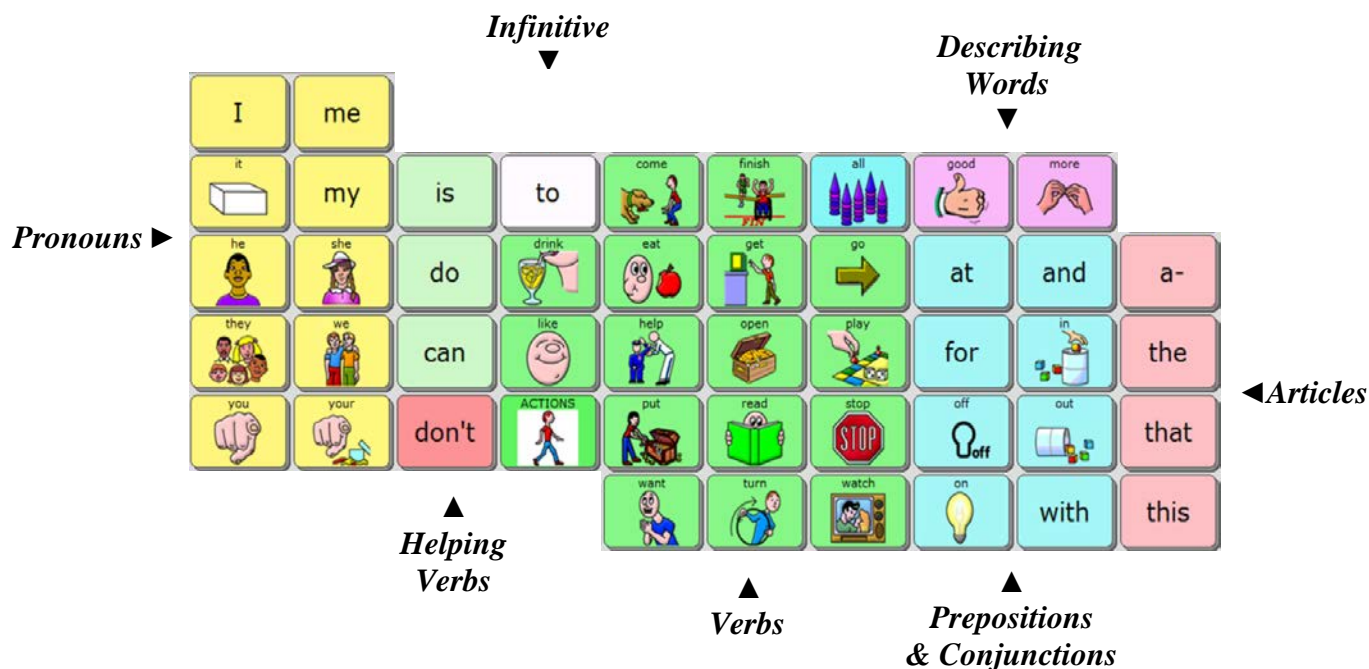 Infinitive
▼
Describing
Words
▼
I me
it my is to come finish FIN all good more
Pronouns ►
he she do drink eat get go at and a-
they we can like help open play for in the
◄Articles
you your don't ACTIONS put read stop STOP off off out that
want turn watch on with this
▲
Helping
Verbs
▲
Verbs
▲
Prepositions
& Conjunctions